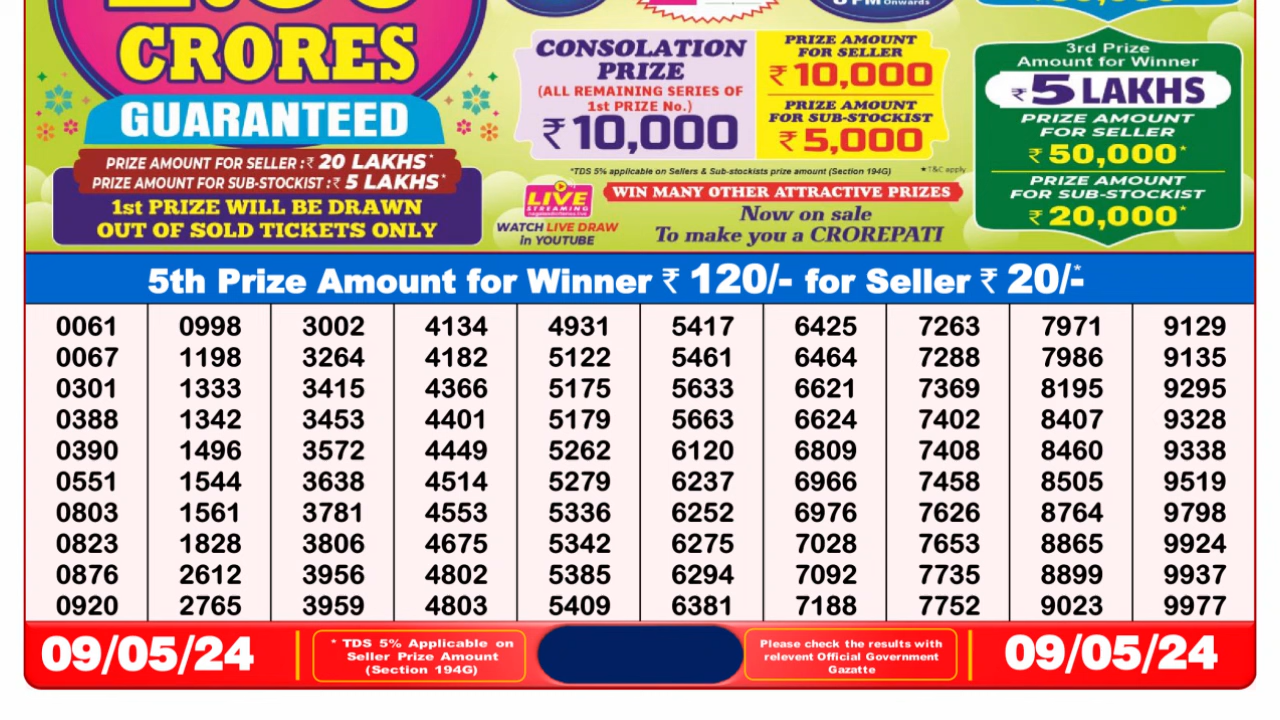 CRORES
GUARANTEED
PRIZE AMOUNT FOR SELLER :₹ 20 LAKHS*
PRIZE AMOUNT FOR SUB-STOCKIST :₹ 5 LAKHS*
1st PRIZE WILL BE DRAWN
OUT OF SOLD TICKETS ONLY
8 PM Onwards
CONSOLATION
PRIZE
(ALL REMAINING SERIES OF
1st PRIZE No.)
₹ 10,000
PRIZE AMOUNT
FOR SELLER
₹ 10,000
PRIZE AMOUNT
FOR SUB-STOCKIST
₹ 5,000
*TDS 5% applicable on Sellers & Sub-stockists prize amount (Section 194G)
★T&C apply
LIVE
STREAMING
WATCH LIVE DRAW
in YOUTUBE
WIN MANY OTHER ATTRACTIVE PRIZES
Now on sale
To make you a CROREPATI
3rd Prize
Amount for Winner
₹ 5 LAKHS
PRIZE AMOUNT
FOR SELLER
₹ 50,000*
PRIZE AMOUNT
FOR SUB-STOCKIST
₹ 20,000*
5th Prize Amount for Winner ₹ 120/- for Seller ₹ 20/-*
0061 0998 3002 4134 4931 5417 6425 7263 7971 9129
0067 1198 3264 4182 5122 5461 6464 7288 7986 9135
0301 1333 3415 4366 5175 5633 6621 7369 8195 9295
0388 1342 3453 4401 5179 5663 6624 7402 8407 9328
0390 1496 3572 4449 5262 6120 6809 7408 8460 9338
0551 1544 3638 4514 5279 6237 6966 7458 8505 9519
0803 1561 3781 4553 5336 6252 6976 7626 8764 9798
0823 1828 3806 4675 5342 6275 7028 7653 8865 9924
0876 2612 3956 4802 5385 6294 7092 7735 8899 9937
0920 2765 3959 4803 5409 6381 7188 7752 9023 9977
09/05/24
* TDS 5% Applicable on
Seller Prize Amount
(Section 194G)
Please check the results with
relevent Official Government
Gazatte
09/05/24